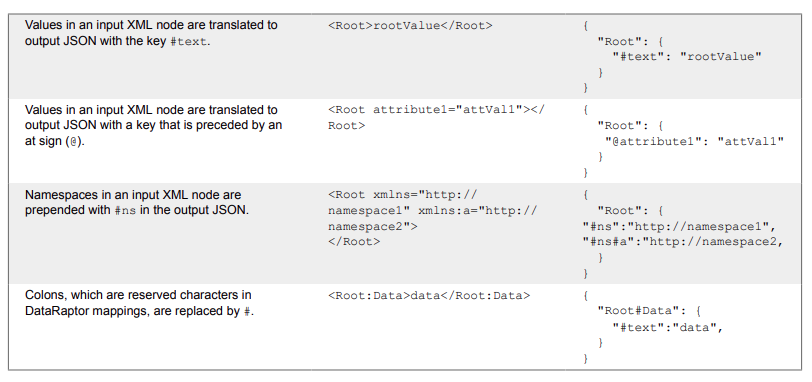 Values in an input XML node are translated to
output JSON with the key #text.
<Root>rootValue</Root>
{
"Root": {
"#text": "rootValue"
}
}
Values in an input XML node are translated to
output JSON with a key that is preceded by an
at sign (@).
<Root attribute1="attVal1"></
Root>
{
"Root": {
"@attribute1": "attVal1"
}
}
Namespaces in an input XML node are
prepended with #ns in the output JSON.
<Root xmlns="http://
namespace1" xmlns:a="http://
namespace2">
</Root>
{
"Root": {
"#ns":"http://namespace1",
"#ns#a":"http://namespace2,
}
}
Colons, which are reserved characters in
DataRaptor mappings, are replaced by #.
<Root:Data>data</Root:Data>
{
"Root#Data": {
"#text":"data",
}
}